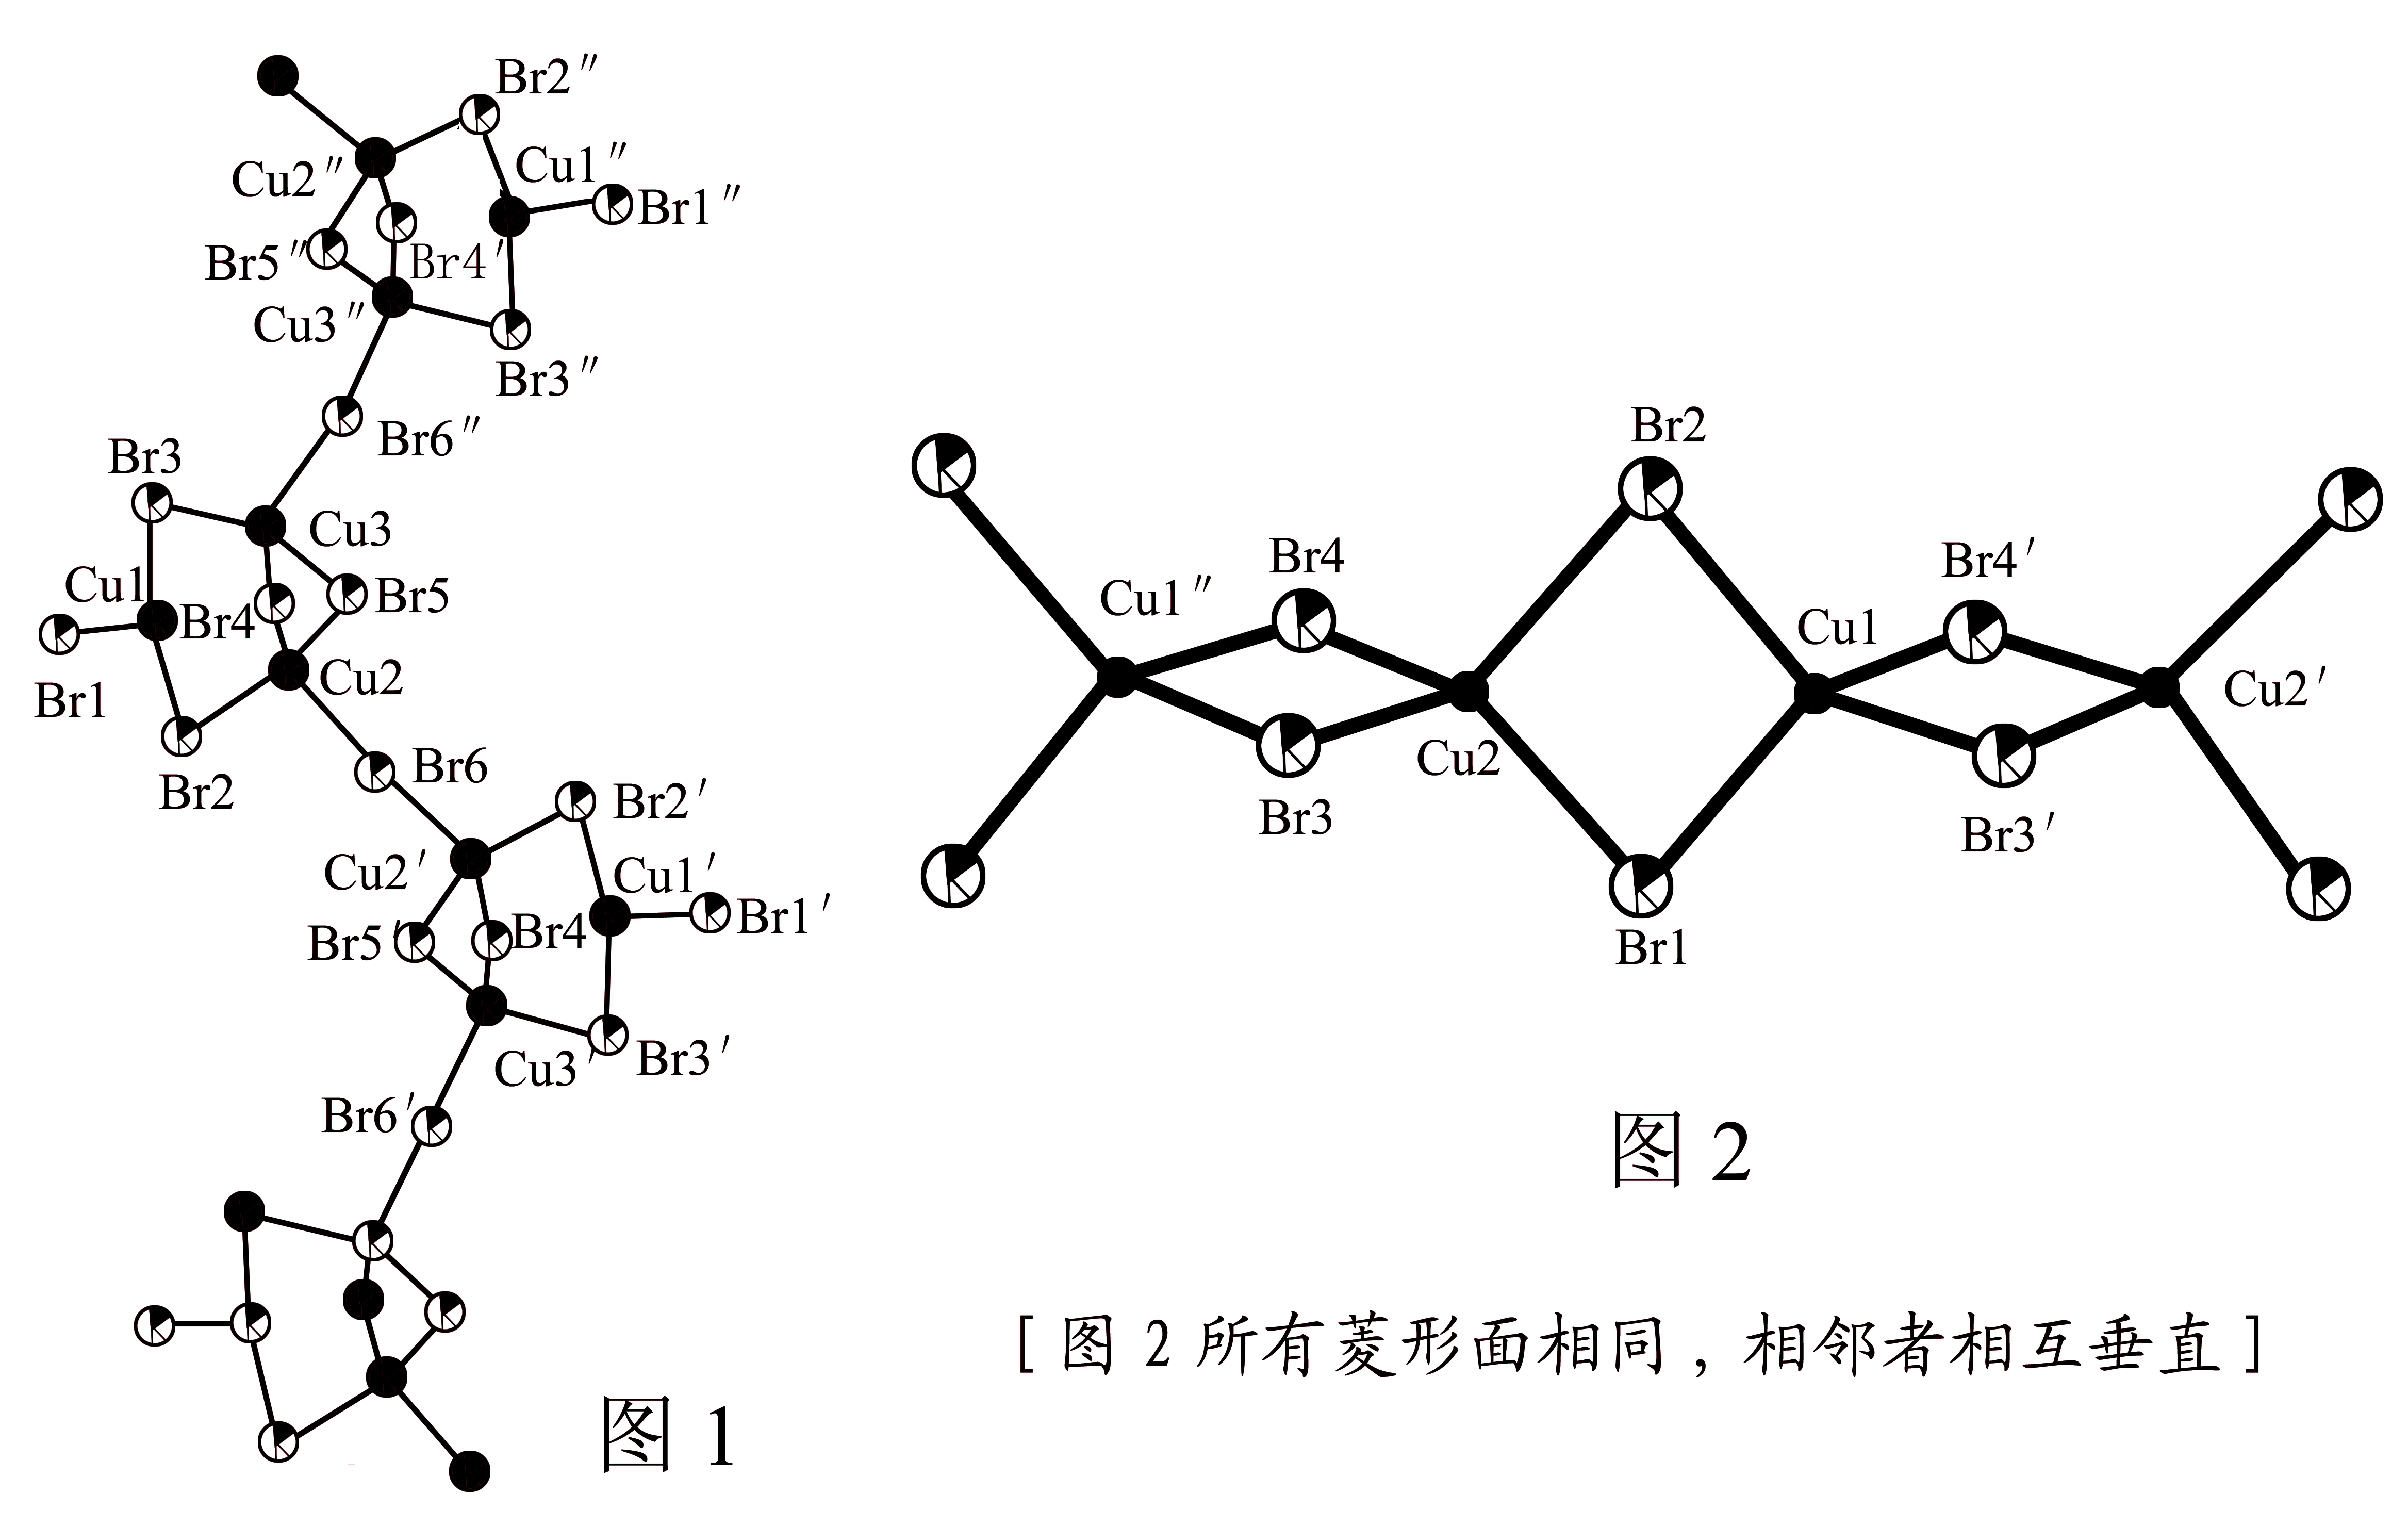 Br2″
Cu1″
Cu2″
Br1″
Br5″
Br4′
Cu3″
Br3″
Br6″
Br3
Cu3
Cu1
Br4
Br5
Br1
Cu2
Br2
Br6
Br2′
Cu2′
Cu1′
Br1′
Br5′
Br4
Cu3′
Br3′
Br6′
图 1
Br2
Br4
Br4′
Cu1″
Cu1
Cu2′
Cu2
Br3
Br3′
Br1
图 2
[ 图 2 所有菱形面相同 , 相邻者相互垂直 ]